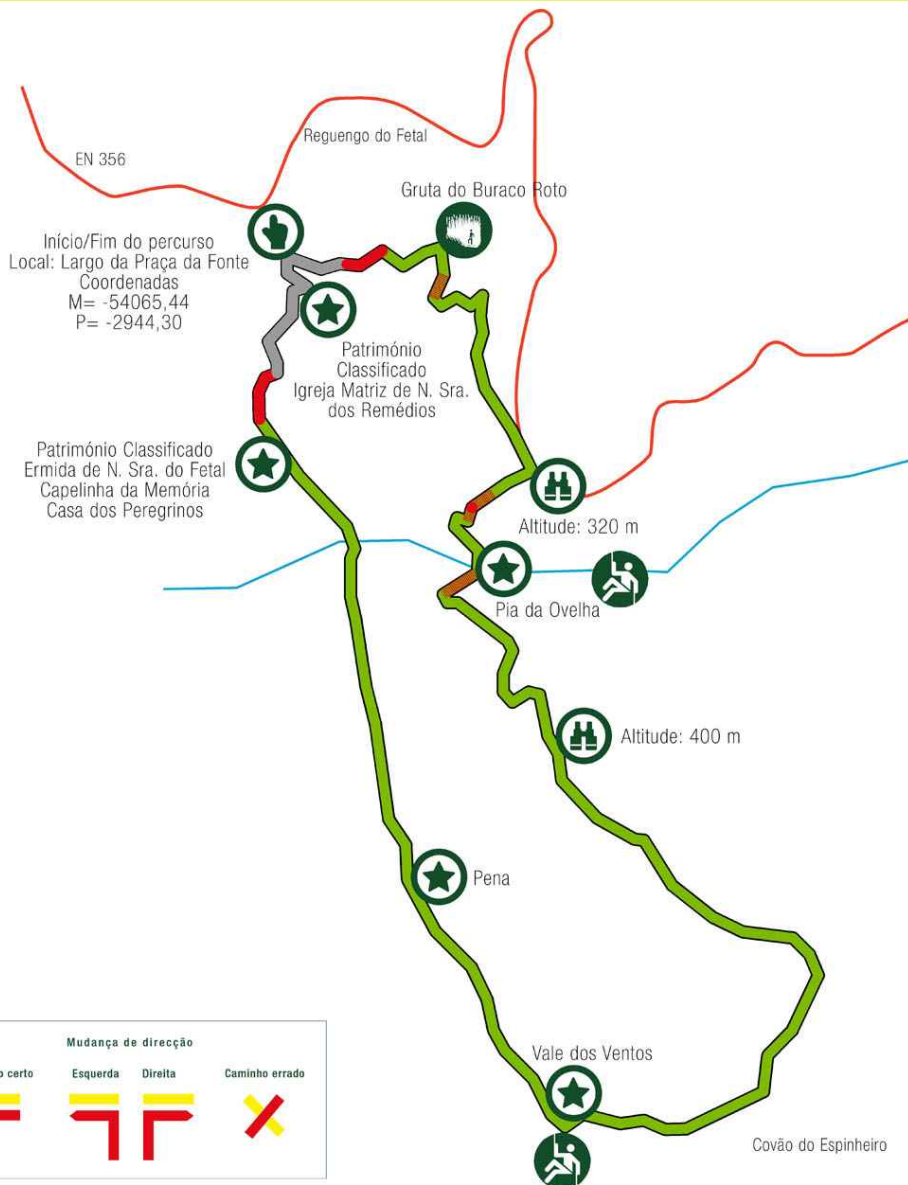 Reguengo do Fetal
EN 356
Gruta do Buraco Roto
Início/Fim do percurso
Local: Largo da Praça da Fonte
Coordenadas
M= -54065,44
P= -2944,30
Património
Classificado
Igreja Matriz de N. Sra.
dos Remédios
Património Classificado
Ermida de N. Sra. do Fetal
Capelinha da Memória
Casa dos Peregrinos
Altitude: 320 m
Pia da Ovelha
Altitude: 400 m
Pena
Vale dos Ventos
Covão do Espinheiro
Mudança de direcção
o certo
Esquerda
Direita
Caminho errado